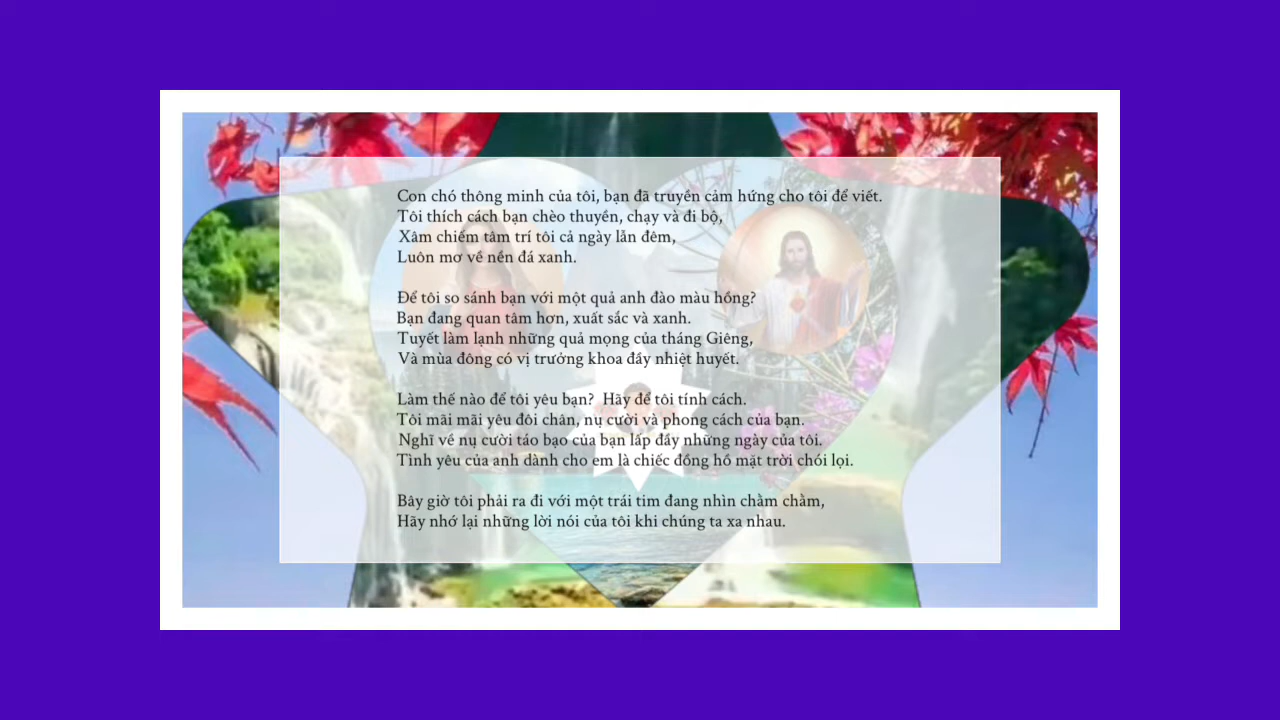 Con chó thông minh của tôi, bạn đã truyền cảm hứng cho tôi để viết.
Tôi thích cách bạn chèo thuyền, chạy và đi bộ,
Xâm chiếm tâm trí tôi cả ngày lẫn đêm,
Luôn mơ về nền đá xanh.
Để tôi so sánh bạn với một quả anh đào màu hồng?
Bạn đang quan tâm hơn, xuất sắc và xanh.
Tuyết làm lạnh những quả mọng của tháng Giêng,
Và mùa đông có vị trưởng khoa đầy nhiệt huyết.
Làm thế nào để tôi yêu bạn?  Hãy để tôi tính cách.
Tôi mãi mãi yêu đôi chân, nụ cười và phong cách của bạn.
Nghĩ về nụ cười táo bạo của bạn lấp đầy những ngày của tôi.
Tình yêu của anh dành cho em là chiếc đồng hồ mặt trời chói lọi.
Bây giờ tôi phải ra đi với một trái tim đang nhìn chằm chằm,
Hãy nhớ lại những lời nói của tôi khi chúng ta xa nhau.